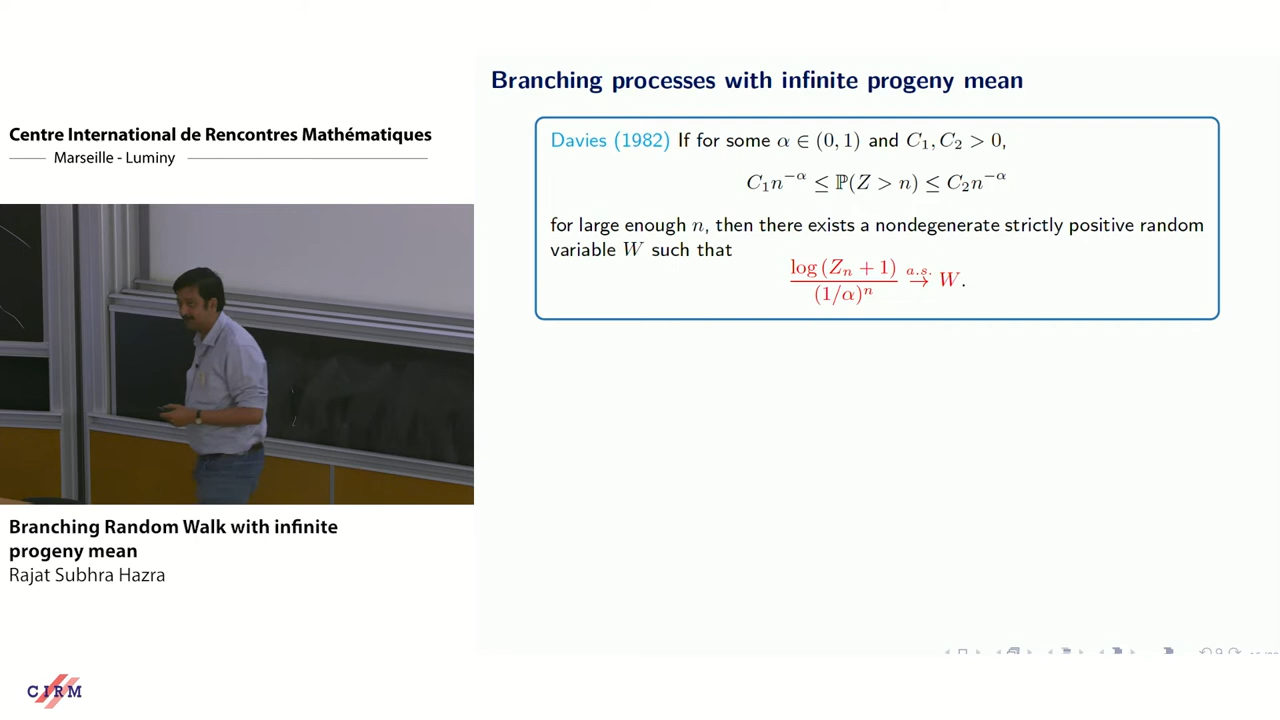 Centre International de Rencontres Mathématiques
Marseille - Luminy
Branching Random Walk with infinite
progeny mean
Rajat Subhra Hazra
CIRM
Branching processes with infinite progeny mean
Davies (1982) If for some α ∈ (0, 1) and C₁, C₂ > 0,
C₁n^{−α} ≤ ℙ(Z > n) ≤ C₂n^{−α}
for large enough n, then there exists a nondegenerate strictly positive random
variable W such that
log (Zₙ + 1) / (1/α)ⁿ →^{a.s.} W.